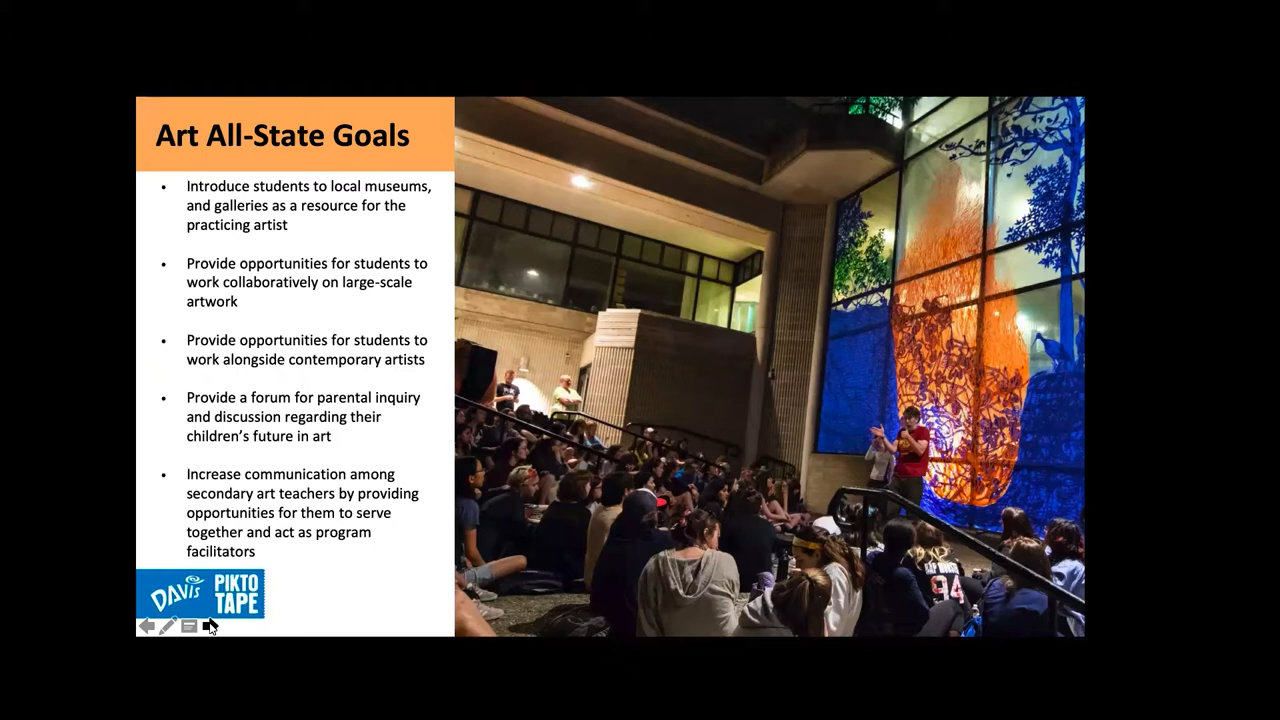 Art All-State Goals
• Introduce students to local museums,
and galleries as a resource for the
practicing artist
• Provide opportunities for students to
work collaboratively on large-scale
artwork
• Provide opportunities for students to
work alongside contemporary artists
• Provide a forum for parental inquiry
and discussion regarding their
children’s future in art
• Increase communication among
secondary art teachers by providing
opportunities for them to serve
together and act as program
facilitators
DAVIS PIKTO
TAPE
94